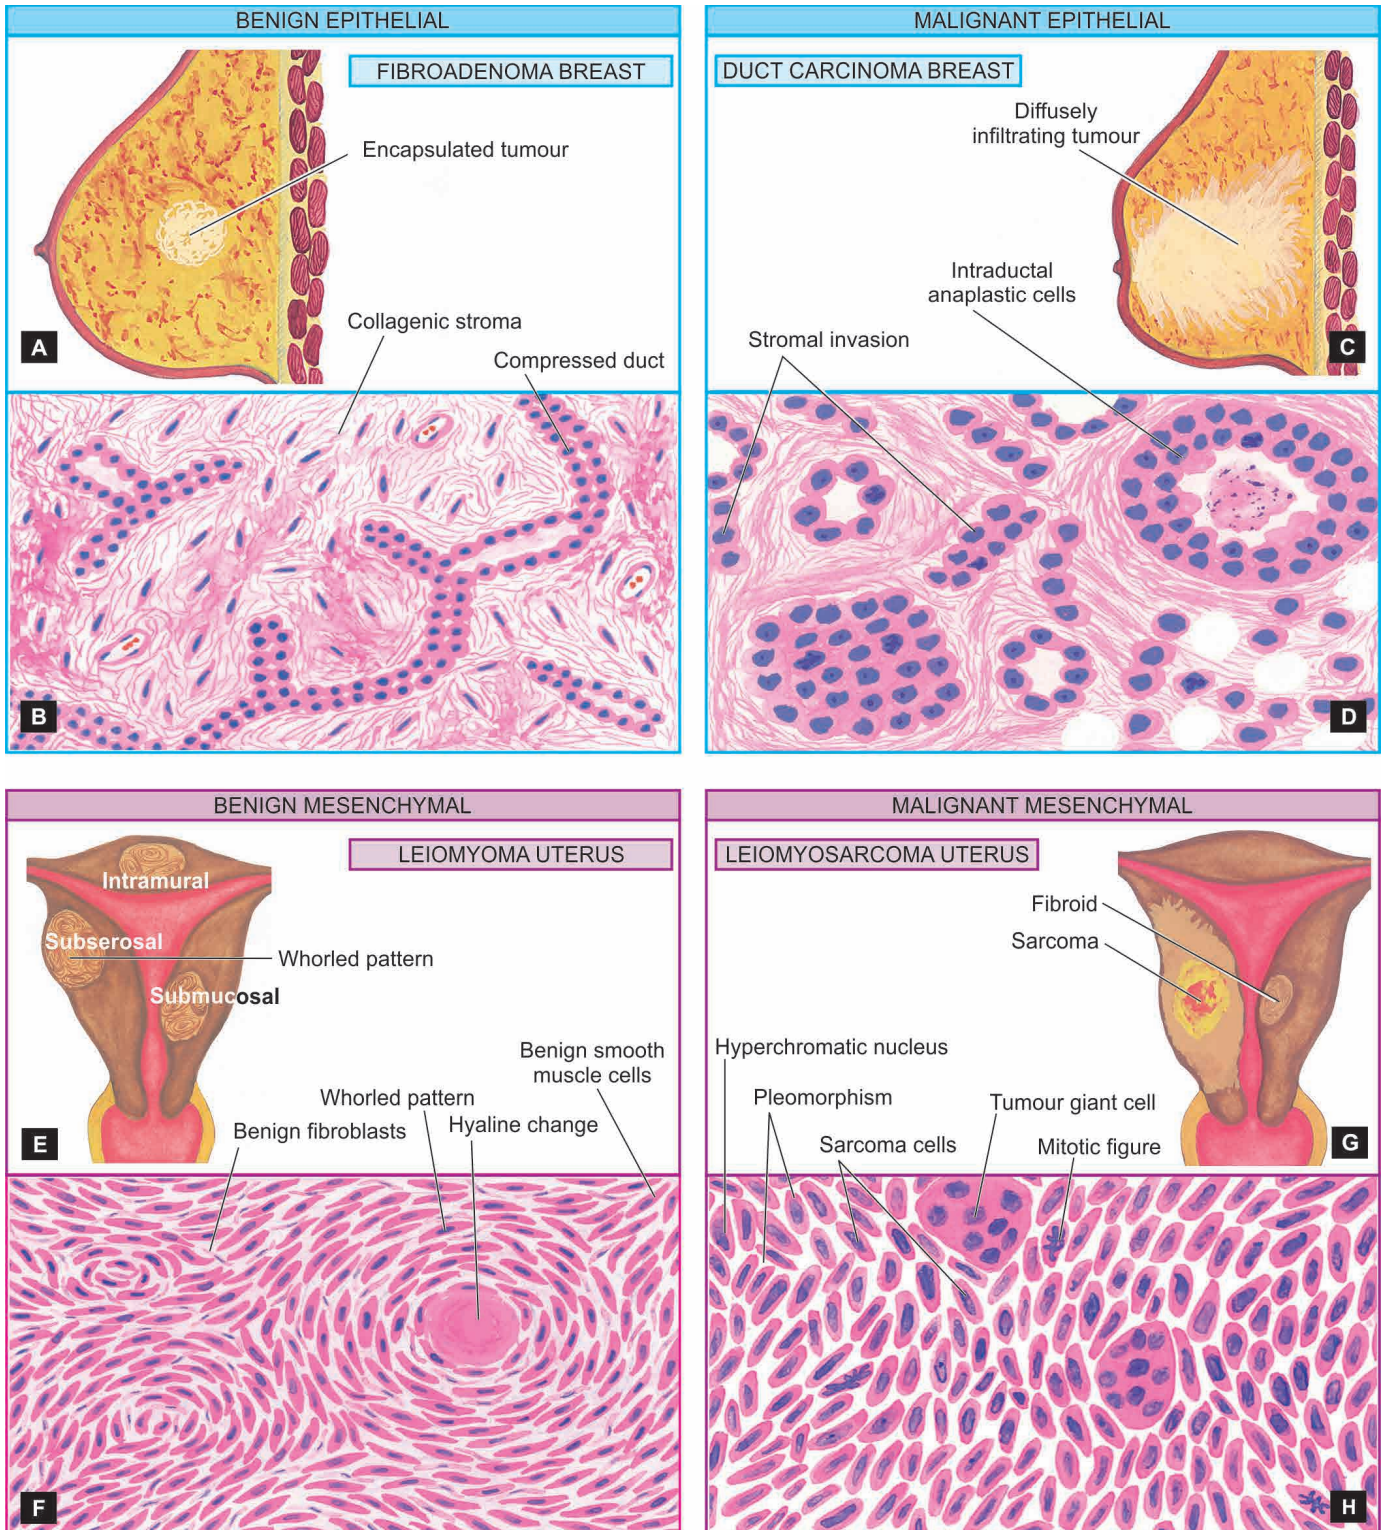 BENIGN EPITHELIAL
FIBROADENOMA BREAST
Encapsulated tumour
Collagenic stroma
Compressed duct
A
B
MALIGNANT EPITHELIAL
DUCT CARCINOMA BREAST
Diffusely
infiltrating tumour
Intraductal
anaplastic cells
Stromal invasion
C
D
BENIGN MESENCHYMAL
LEIOMYOMA UTERUS
Intramural
Subserosal
Whorled pattern
Submucosal
Benign smooth
muscle cells
Whorled pattern
Hyaline change
Benign fibroblasts
E
F
MALIGNANT MESENCHYMAL
LEIOMYOSARCOMA UTERUS
Fibroid
Sarcoma
Hyperchromatic nucleus
Pleomorphism
Tumour giant cell
Sarcoma cells
Mitotic figure
G
H